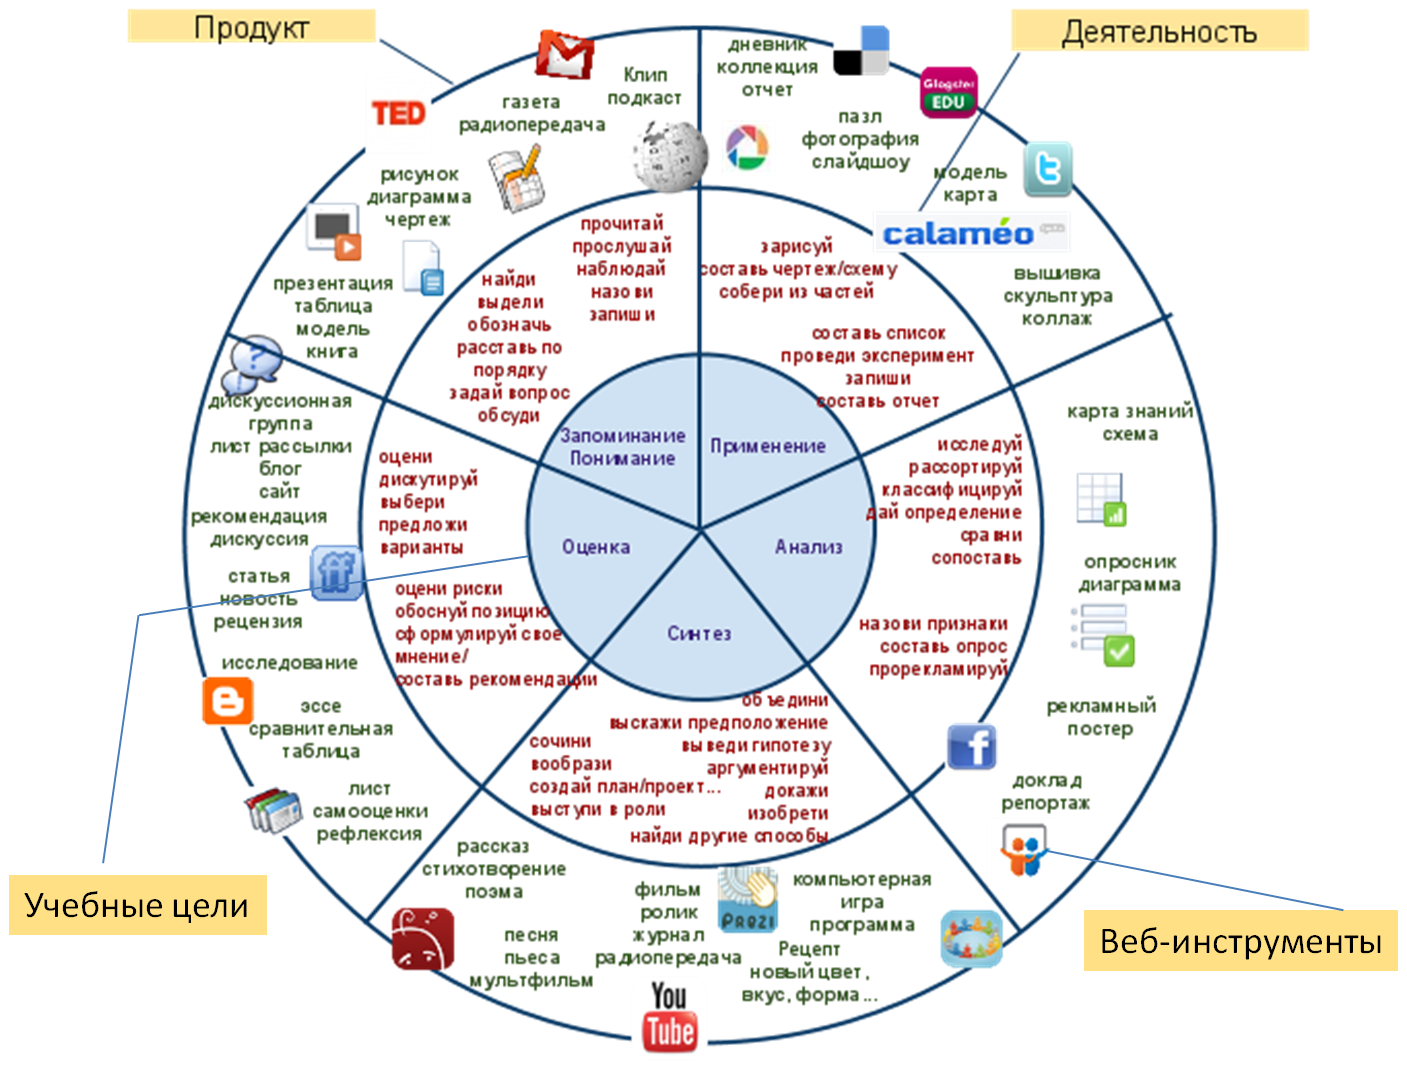 Продукт
Деятельность
Клип
подкаст
газета
радиопередача
TED
рисунок
диаграмма
чертеж
презентация
таблица
модель
книга
дневник
коллекция
отчет
Glogster
EDU
пазл
фотография
слайдшоу
модель
карта
calaméo
вышивка
скульптура
коллаж
прочитай
прослушай
наблюдай
назови
запиши
найди
выдели
обозначь
расставь по
порядку
задай вопрос
обсуди
зарисуй
составь чертеж/схему
собери из частей
составь список
проведи эксперимент
запиши
составь отчет
Запоминание
Понимание
Применение
Оценка
Анализ
Синтез
дискуссионная
группа
лист рассылки
блог
сайт
рекомендация
дискуссия
статья
новость
рецензия
исследование
эссе
сравнительная
таблица
лист
самооценки
рефлексия
оцени
дискутируй
выбери
предложи
варианты
оцени риски
обоснуй позицию
сформулируй свое
мнение/
составь рекомендации
исследуй
рассортируй
классифицируй
дай определение
сравни
сопоставь
назови признаки
составь опрос
прорекламируй
карта знаний
схема
опросник
диаграмма
рекламный
постер
доклад
репортаж
объедини
выскажи предположение
выведи гипотезу
аргументируй
докажи
изобрети
найди другие способы
сочини
вообрази
создай план/проект...
выступи в роли
рассказ
стихотворение
поэма
песня
пьеса
мультфильм
фильм
ролик
журнал
радиопередача
PREZI
компьютерная
игра
программа
Рецепт
новый цвет,
вкус, форма...
You
Tube
Учебные цели
Веб-инструменты